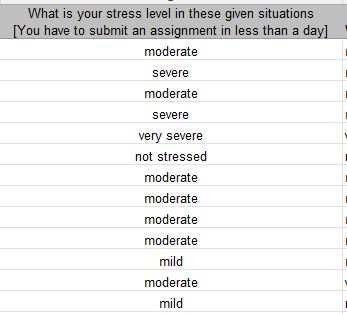 What is your stress level in these given situations
[You have to submit an assignment in less than a day]
moderate
severe
moderate
severe
very severe
not stressed
moderate
moderate
moderate
moderate
mild
moderate
mild